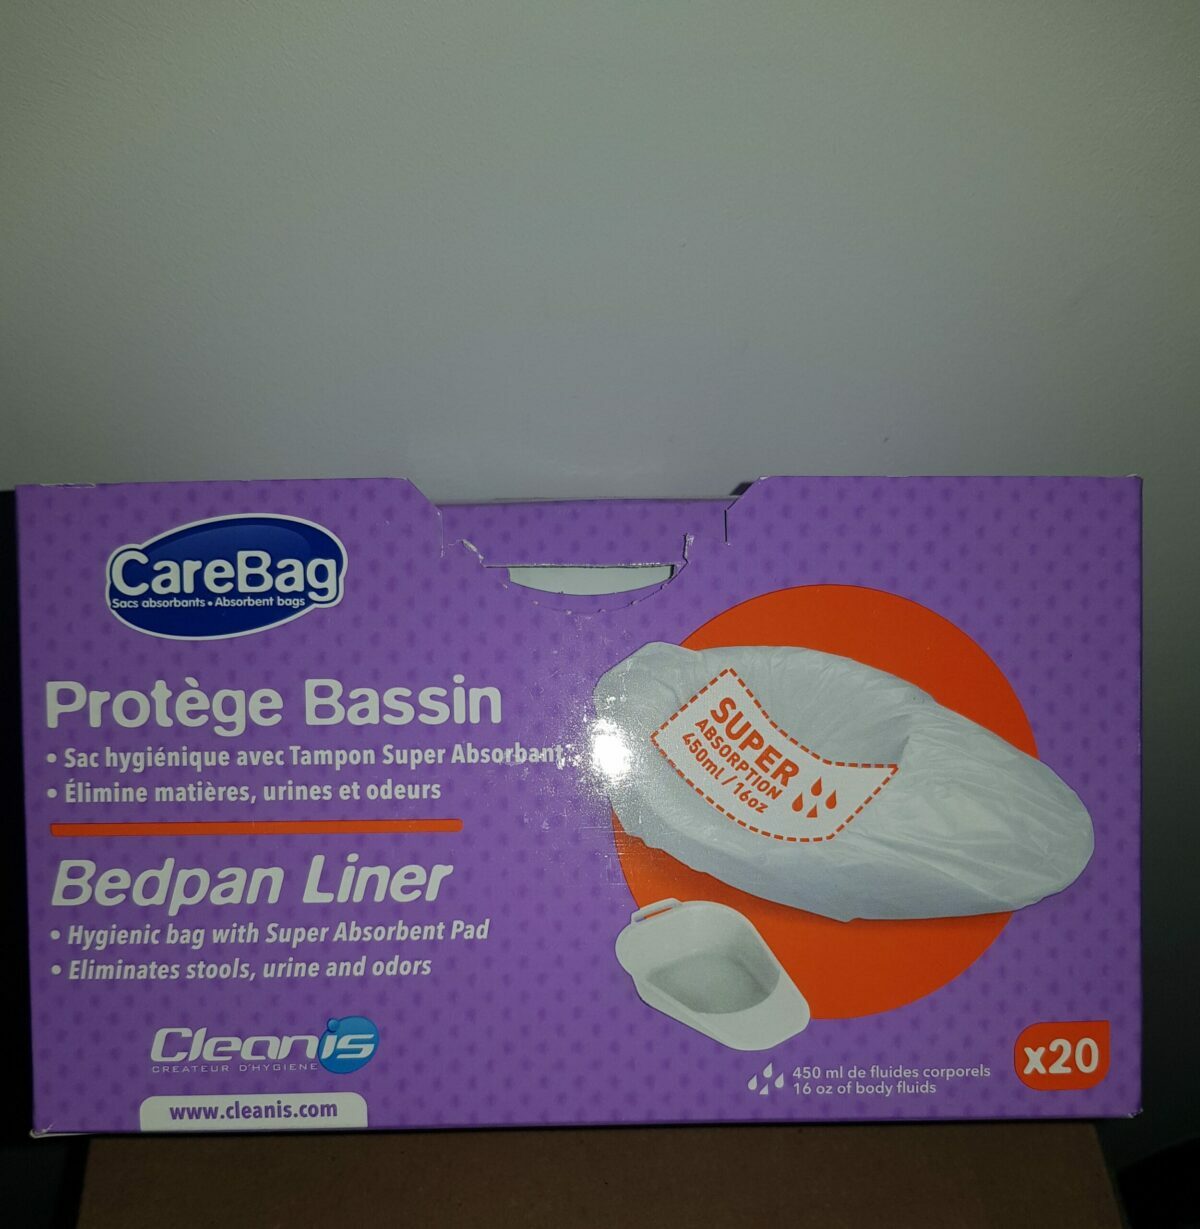 CareBag
Sacs absorbants • Absorbent bags
Protège Bassin
• Sac hygiénique avec Tampon Super Absorbant
• Élimine matières, urines et odeurs
Bedpan Liner
• Hygienic bag with Super Absorbent Pad
• Eliminates stools, urine and odors
Cleanis
CREATEUR D'HYGIENE
www.cleanis.com
SUPER
ABSORPTION
450ml / 16oz
450 ml de fluides corporels
16 oz of body fluids
x20